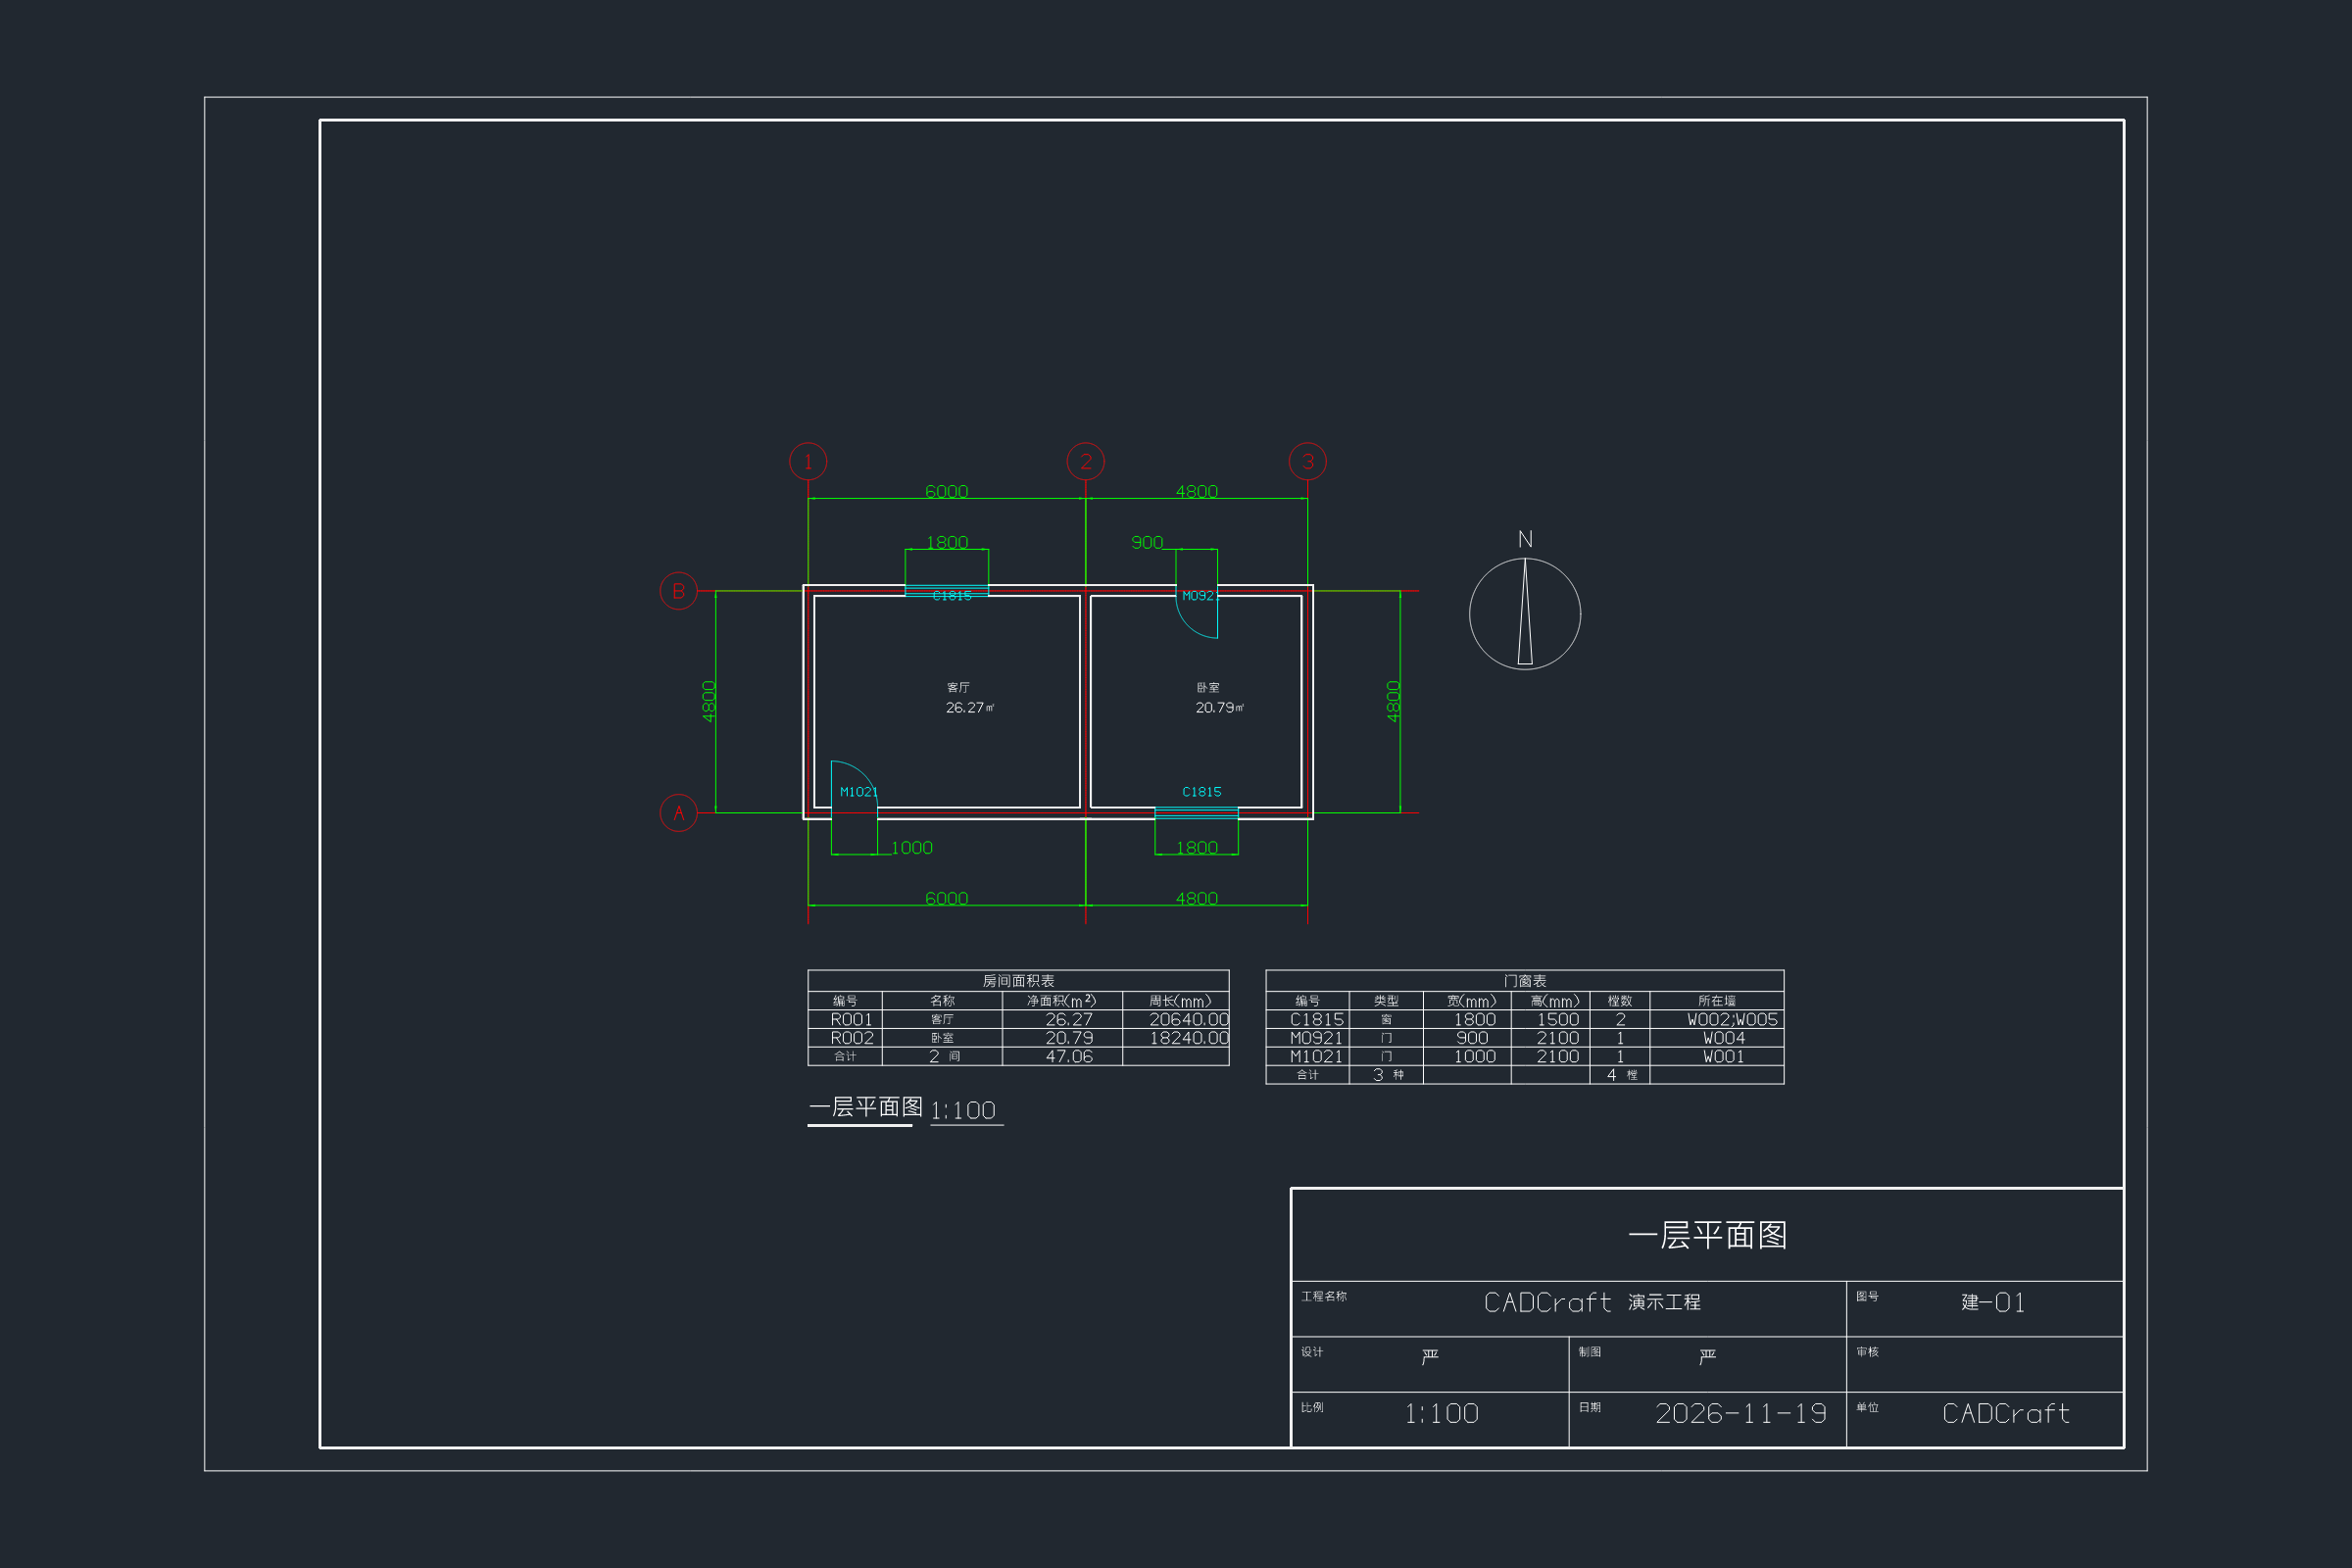 1 2 3
6000 4800
1800 900
N
B
C1815 M0921
客厅 卧室
26.27㎡ 20.79㎡
4800 4800
M1021 C1815
A
1000 1800
6000 4800
房间面积表
编号 名称 净面积(m²) 周长(mm)
R001 客厅 26.27 20640.00
R002 卧室 20.79 18240.00
合计 2 间 47.06
门窗表
编号 类型 宽(mm) 高(mm) 樘数 所在墙
C1815 窗 1800 1500 2 W002;W005
M0921 门 900 2100 1 W004
M1021 门 1000 2100 1 W001
合计 3 种 4 樘
一层平面图 1:100
一层平面图
工程名称 CADCraft 演示工程 图号 建-01
设计 严 制图 严 审核
比例 1:100 日期 2026-11-19 单位 CADCraft